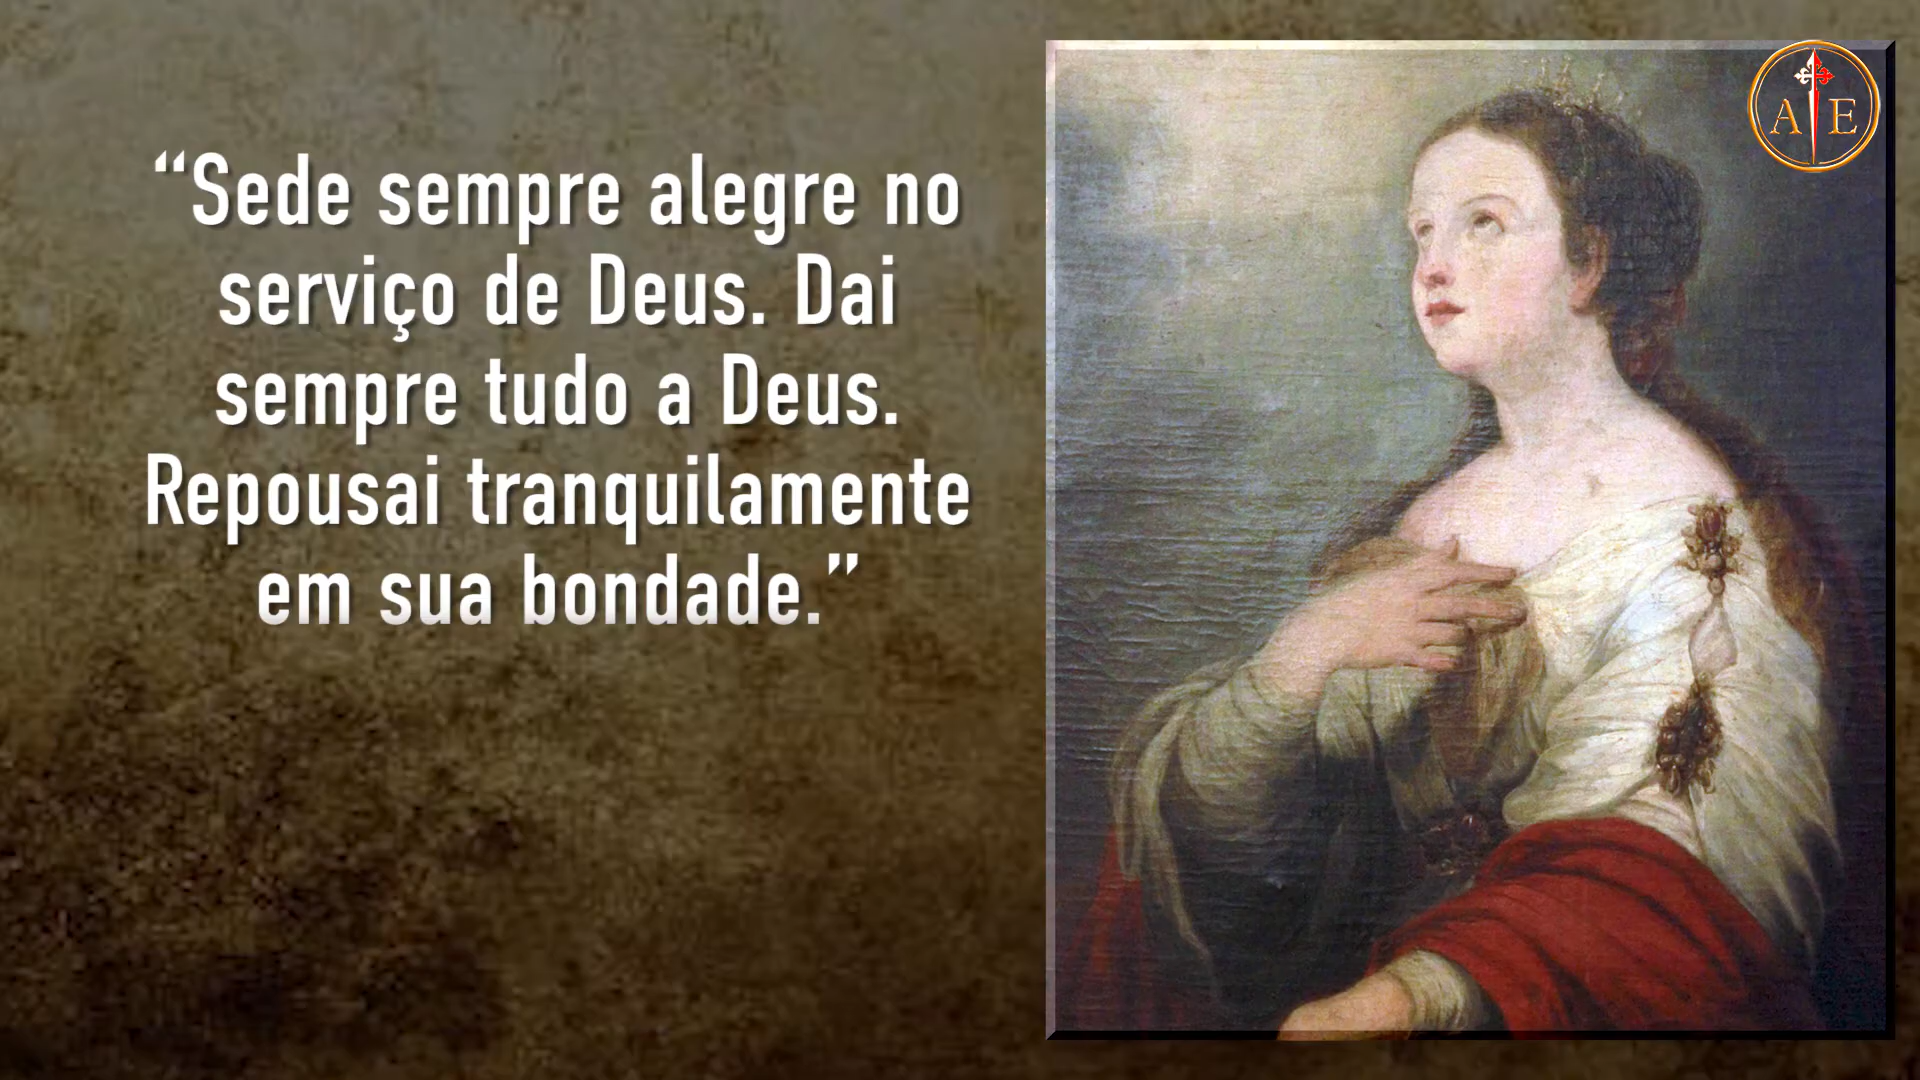 “Sede sempre alegre no
serviço de Deus. Dai
sempre tudo a Deus.
Repousai tranquilamente
em sua bondade.”
A E